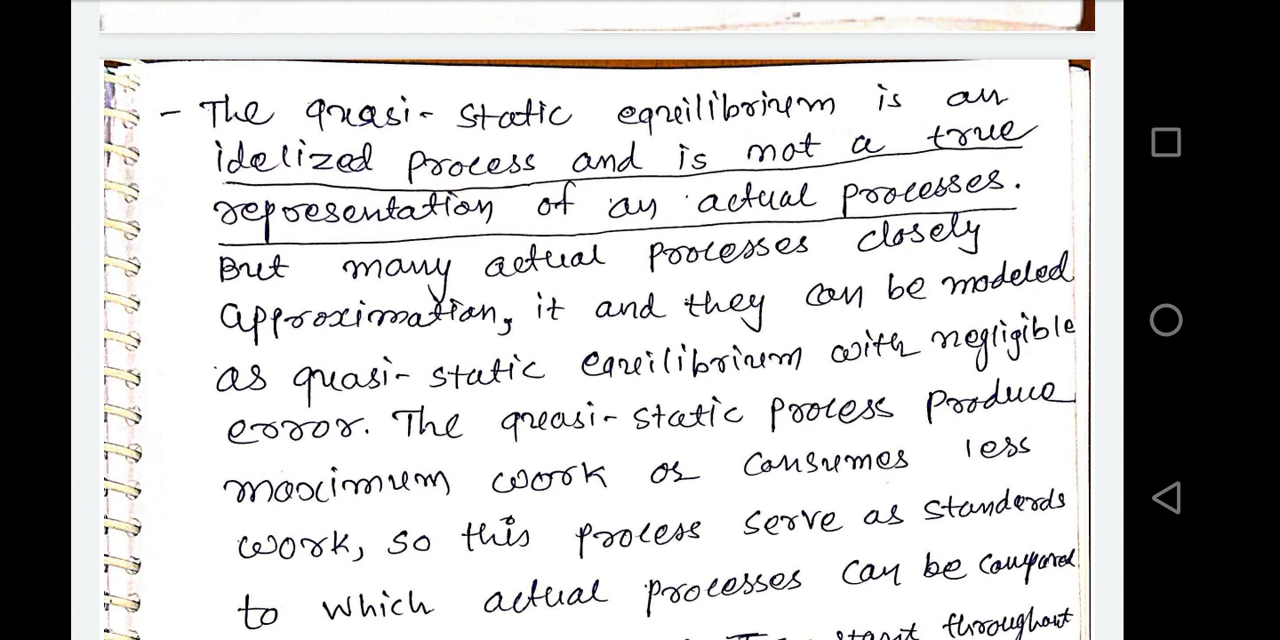 - The quasi-static equilibrium is an
idelized process and is not a true
representation of an actual processes.
But many actual processes closely
approximation, it and they can be modeled
as quasi-static equilibrium with negligible
error. The quasi-static process produce
maximum work or consumes less
work, so this process serve as standards
to which actual processes can be compared
start throughout